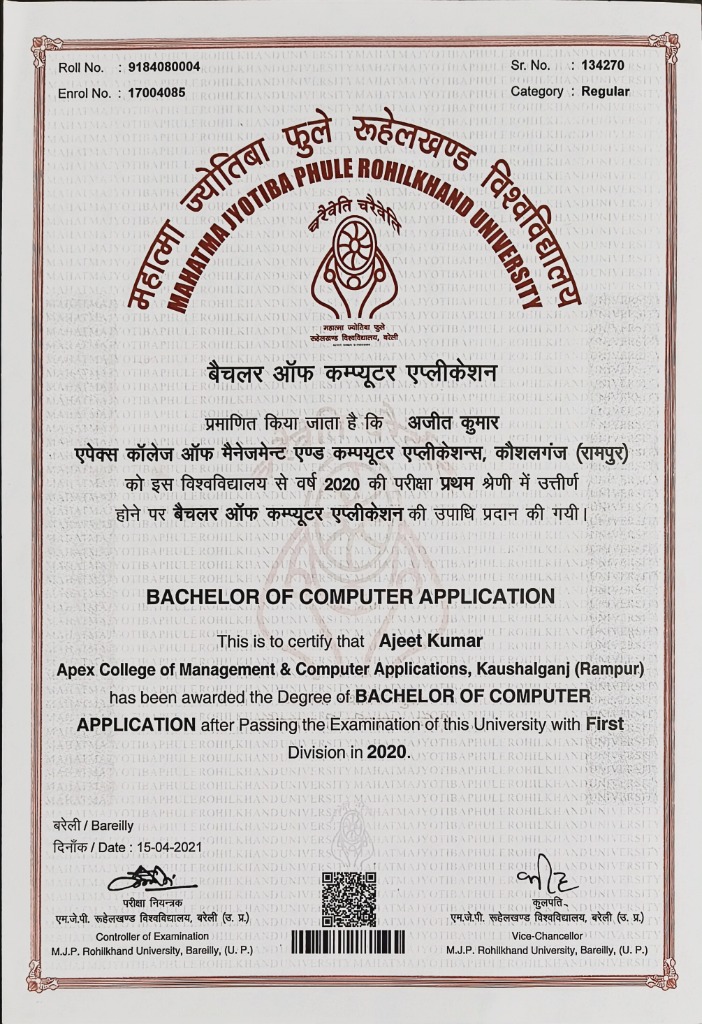 Roll No. : 9184080004
Sr. No. : 134270
Enrol No. : 17004085
Category : Regular
महात्मा ज्योतिबा फुले रूहेलखण्ड विश्वविद्यालय
MAHATMA JYOTIBA PHULE ROHILKHAND UNIVERSITY
चरैवेति चरैवेति
महात्मा ज्योतिबा फुले
रूहेलखण्ड विश्वविद्यालय, बरेली
बैचलर ऑफ कम्प्यूटर एप्लीकेशन
प्रमाणित किया जाता है कि अजीत कुमार
एपेक्स कॉलेज ऑफ मैनेजमेन्ट एण्ड कम्पयूटर एप्लीकेशन्स, कौशलगंज (रामपुर)
को इस विश्वविद्यालय से वर्ष 2020 की परीक्षा प्रथम श्रेणी में उत्तीर्ण
होने पर बैचलर ऑफ कम्प्यूटर एप्लीकेशन की उपाधि प्रदान की गयी।
BACHELOR OF COMPUTER APPLICATION
This is to certify that Ajeet Kumar
Apex College of Management & Computer Applications, Kaushalganj (Rampur)
has been awarded the Degree of BACHELOR OF COMPUTER
APPLICATION after Passing the Examination of this University with First
Division in 2020.
बरेली / Bareilly
दिनाँक / Date : 15-04-2021
परीक्षा नियन्त्रक
कुलपति
एम.जे.पी. रूहेलखण्ड विश्वविद्यालय, बरेली (उ. प्र.)
एम.जे.पी. रूहेलखण्ड विश्वविद्यालय, बरेली (उ. प्र.)
Controller of Examination
Vice-Chancellor
M.J.P. Rohilkhand University, Bareilly, (U. P.)
M.J.P. Rohilkhand University, Bareilly, (U. P.)